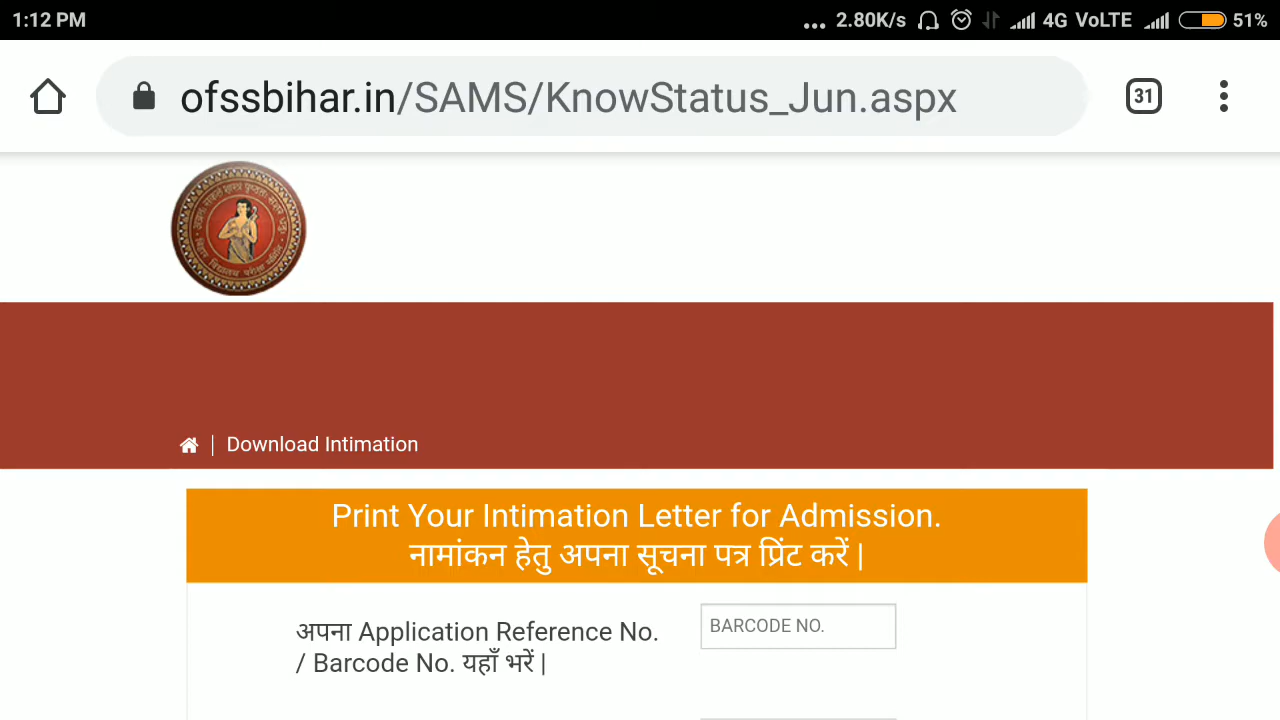 1:12 PM
... 2.80K/s 4G VoLTE 51%
ofssbihar.in/SAMS/KnowStatus_Jun.aspx
31
| Download Intimation
Print Your Intimation Letter for Admission.
नामांकन हेतु अपना सूचना पत्र प्रिंट करें |
अपना Application Reference No.
/ Barcode No. यहाँ भरें |
BARCODE NO.